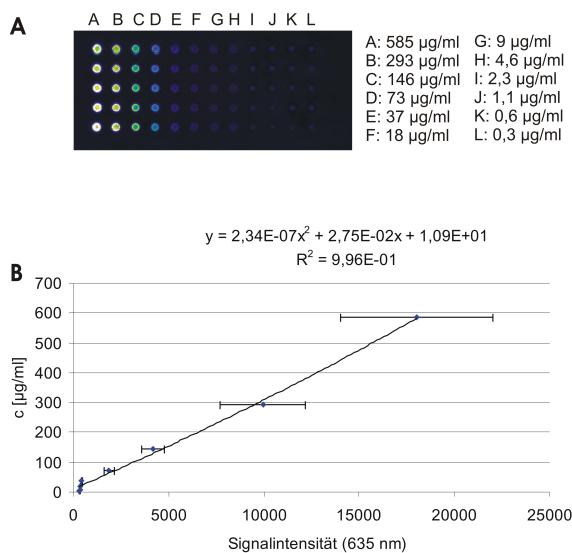 A
A B C D E F G H I J K L
A: 585 µg/ml G: 9 µg/ml
B: 293 µg/ml H: 4,6 µg/ml
C: 146 µg/ml I: 2,3 µg/ml
D: 73 µg/ml J: 1,1 µg/ml
E: 37 µg/ml K: 0,6 µg/ml
F: 18 µg/ml L: 0,3 µg/ml
y = 2,34E-07x² + 2,75E-02x + 1,09E+01
R² = 9,96E-01
B
700
600
500
400
300
200
100
0
c [µg/ml]
0 5000 10000 15000 20000 25000
Signalintensität (635 nm)